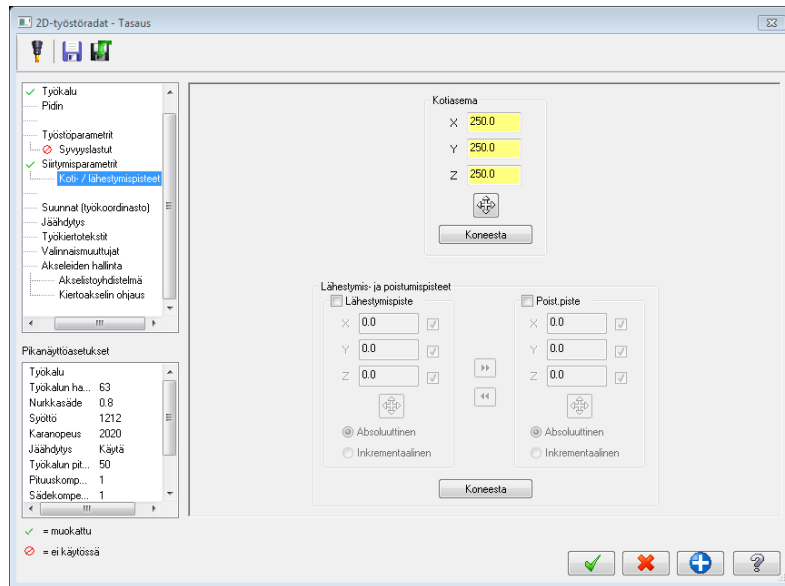 2D-työstöradat - Tasaus
Työkalu
Pidin
Työstöparametrit
Syvyyslastut
Siirtymisparametrit
Koti- / lähestymispisteet
Suunnat (työkoordinasto)
Jäähdytys
Työkiertotekstit
Valinnaismuuttujat
Akseleiden hallinta
Akselistoyhdistelmä
Kiertoakselin ohjaus
Pikanäyttöasetukset
Työkalu
Työkalun ha... 63
Nurkkasäde 0.8
Syöttö 1212
Karanopeus 2020
Jäähdytys Käytä
Työkalun pit... 50
Pituuskomp... 1
Sädekompe... 1
= muokattu
= ei käytössä
Kotiasema
X 250.0
Y 250.0
Z 250.0
Koneesta
Lähestymis- ja poistumispisteet
Lähestymispiste
X 0.0
Y 0.0
Z 0.0
Absoluuttinen
Inkrementaalinen
Poist.piste
X 0.0
Y 0.0
Z 0.0
Absoluuttinen
Inkrementaalinen
Koneesta